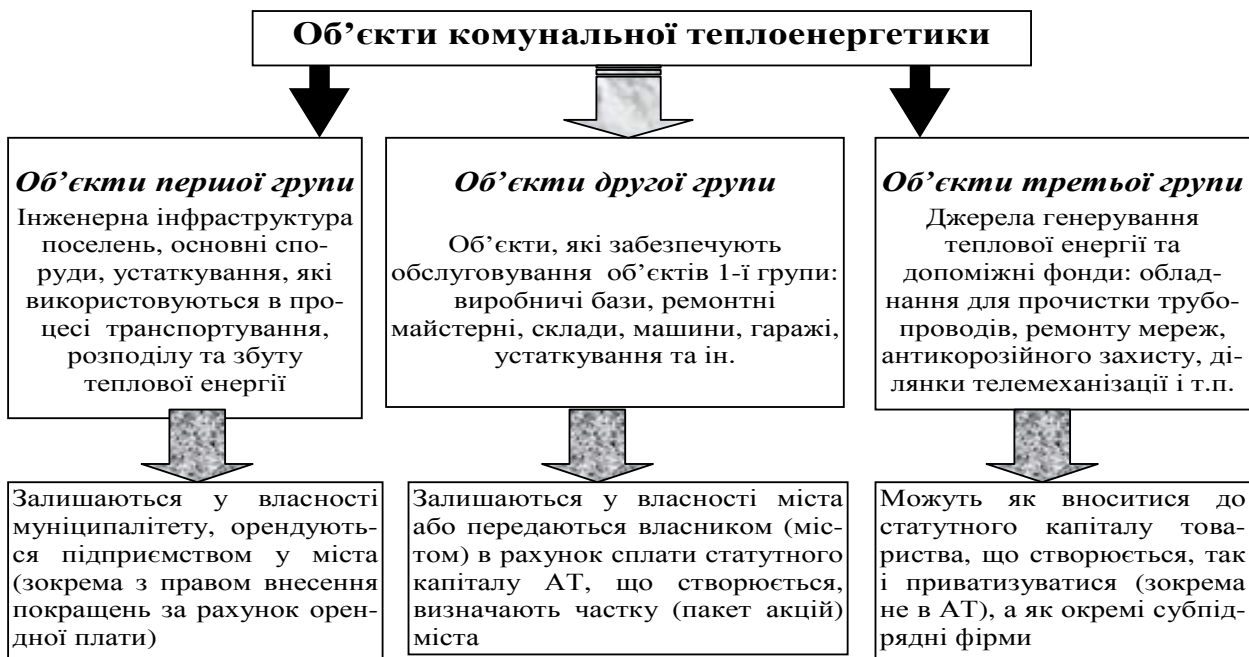 Об’єкти комунальної теплоенергетики
Об’єкти першої групи
Інженерна інфраструктура
поселень, основні спо-
руди, устаткування, які
використовуються в про-
цесі транспортування,
розподілу та збуту
теплової енергії
Об’єкти другої групи
Об’єкти, які забезпечують
обслуговування об’єктів 1-ї групи:
виробничі бази, ремонтні
майстерні, склади, машини, гаражі,
устаткування та ін.
Об’єкти третьої групи
Джерела генерування
теплової енергії та
допоміжні фонди: облад-
нання для прочистки трубо-
проводів, ремонту мереж,
антикорозійного захисту, ді-
лянки телемеханізації і т.п.
Залишаються у власності
муніципалітету, орендують-
ся підприємством у міста
(зокрема з правом внесення
покращень за рахунок орен-
дної плати)
Залишаються у власності міста
або передаються власником (міс-
том) в рахунок сплати статутного
капіталу АТ, що створюється,
визначають частку (пакет акцій)
міста
Можуть як вноситися до
статутного капіталу това-
риства, що створюється, так
і приватизуватися (зокрема
не в АТ), а як окремі субпід-
рядні фірми